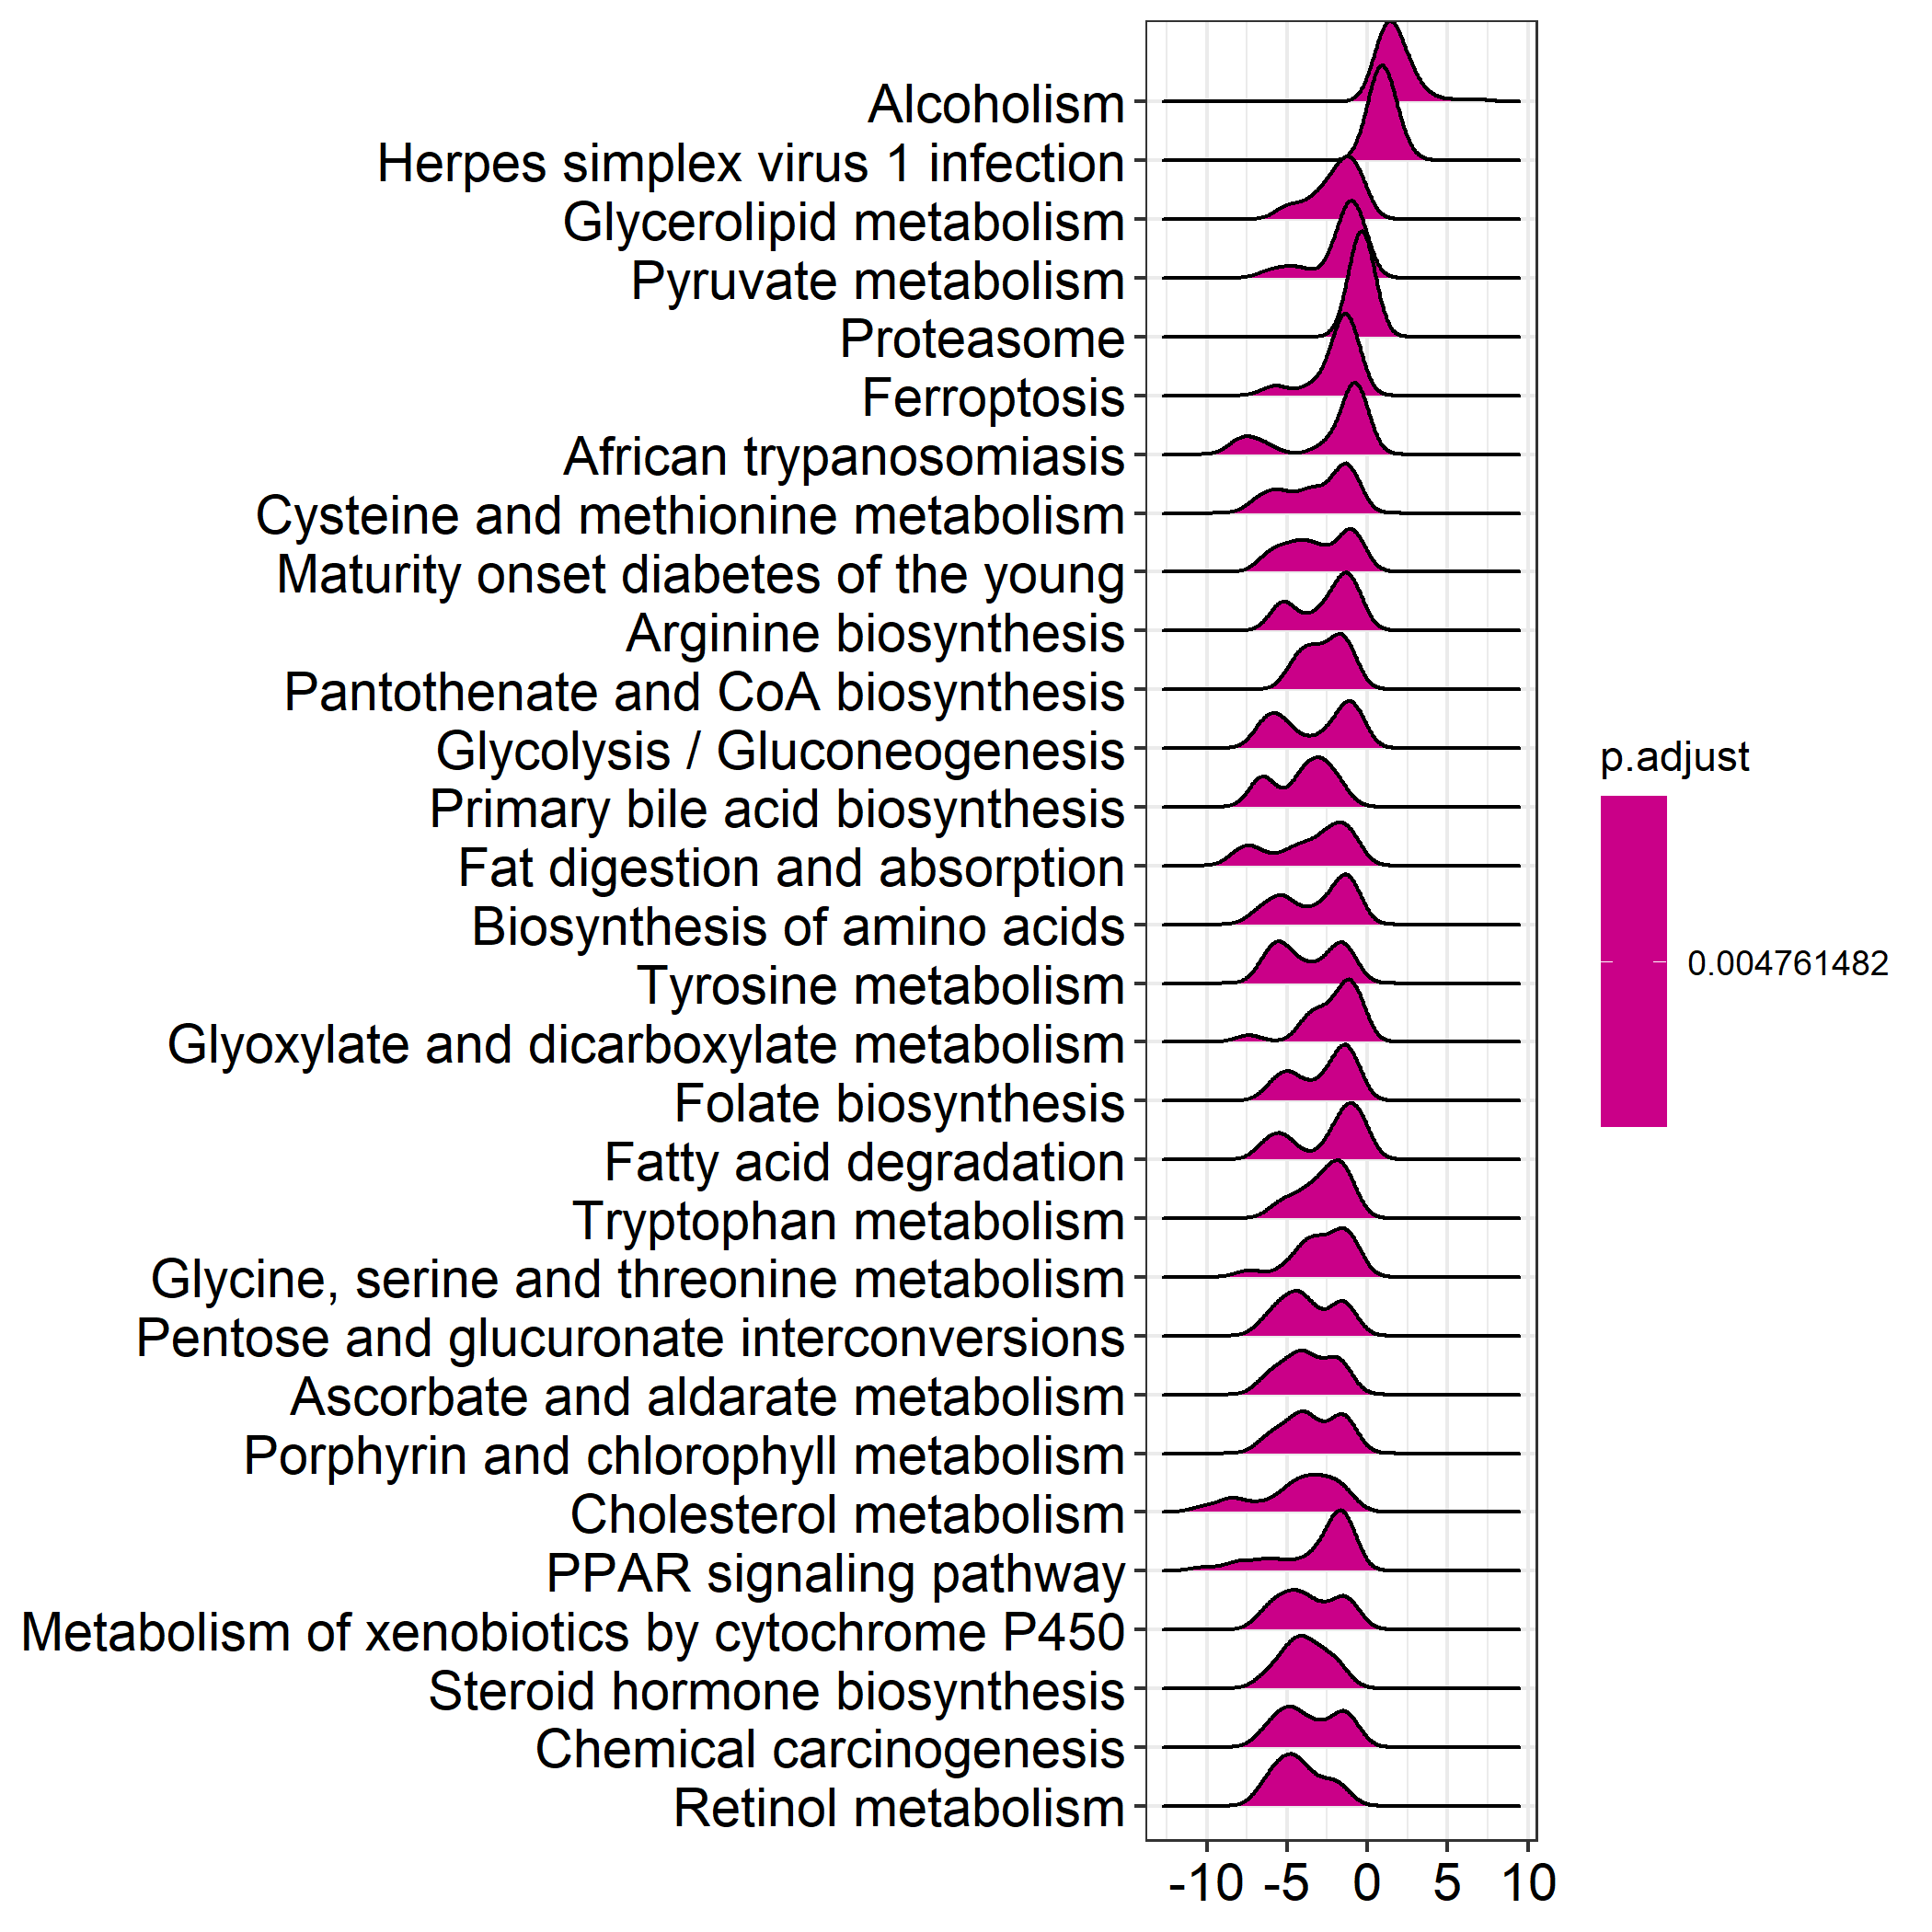 Alcoholism
Herpes simplex virus 1 infection
Glycerolipid metabolism
Pyruvate metabolism
Proteasome
Ferroptosis
African trypanosomiasis
Cysteine and methionine metabolism
Maturity onset diabetes of the young
Arginine biosynthesis
Pantothenate and CoA biosynthesis
Glycolysis / Gluconeogenesis
Primary bile acid biosynthesis
Fat digestion and absorption
Biosynthesis of amino acids
Tyrosine metabolism
Glyoxylate and dicarboxylate metabolism
Folate biosynthesis
Fatty acid degradation
Tryptophan metabolism
Glycine, serine and threonine metabolism
Pentose and glucuronate interconversions
Ascorbate and aldarate metabolism
Porphyrin and chlorophyll metabolism
Cholesterol metabolism
PPAR signaling pathway
Metabolism of xenobiotics by cytochrome P450
Steroid hormone biosynthesis
Chemical carcinogenesis
Retinol metabolism
-10 -5 0 5 10
p.adjust
0.004761482